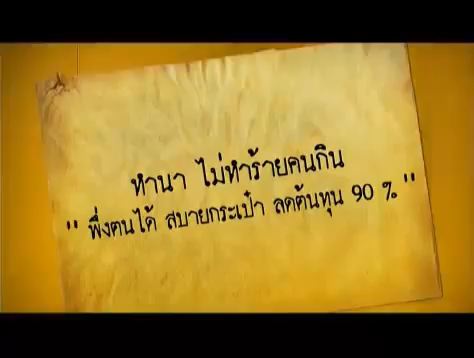 ทำนา ไม่ทำร้ายคนกิน
" พึ่งตนได้ สบายกระเป๋า ลดต้นทุน 90 % "